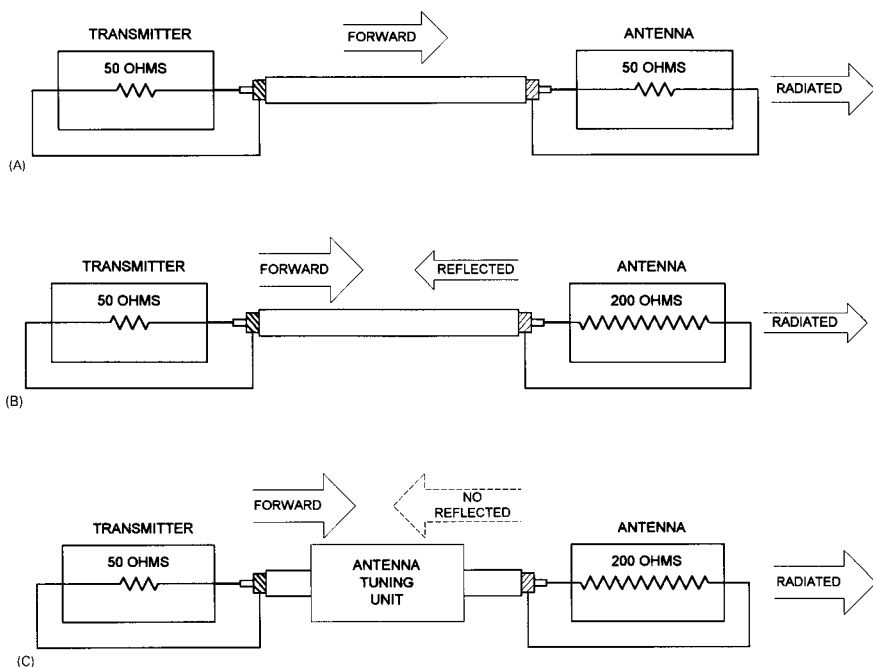 FORWARD
TRANSMITTER
ANTENNA
50 OHMS
50 OHMS
RADIATED
(A)
FORWARD
REFLECTED
TRANSMITTER
ANTENNA
50 OHMS
200 OHMS
RADIATED
(B)
FORWARD
NO
REFLECTED
TRANSMITTER
ANTENNA
50 OHMS
ANTENNA
TUNING
UNIT
200 OHMS
RADIATED
(C)